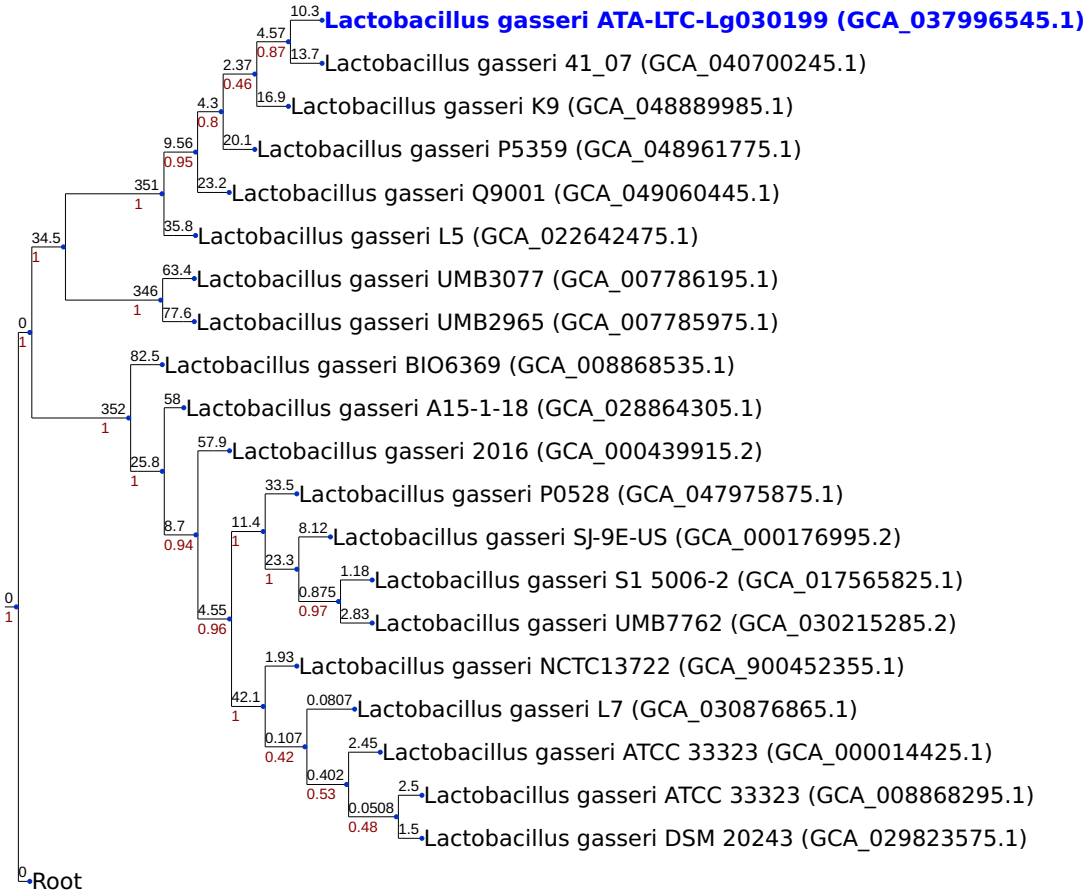 10.3
Lactobacillus gasseri ATA-LTC-Lg030199 (GCA_037996545.1)
4.57
0.87
13.7
Lactobacillus gasseri 41_07 (GCA_040700245.1)
2.37
0.46
16.9
Lactobacillus gasseri K9 (GCA_048889985.1)
4.3
0.8
20.1
Lactobacillus gasseri P5359 (GCA_048961775.1)
9.56
0.95
23.2
Lactobacillus gasseri Q9001 (GCA_049060445.1)
351
1
35.8
Lactobacillus gasseri L5 (GCA_022642475.1)
34.5
1
63.4
Lactobacillus gasseri UMB3077 (GCA_007786195.1)
346
1
77.6
Lactobacillus gasseri UMB2965 (GCA_007785975.1)
0
1
82.5
Lactobacillus gasseri BIO6369 (GCA_008868535.1)
352
1
58
Lactobacillus gasseri A15-1-18 (GCA_028864305.1)
25.8
1
57.9
Lactobacillus gasseri 2016 (GCA_000439915.2)
8.7
0.94
33.5
Lactobacillus gasseri P0528 (GCA_047975875.1)
11.4
1
8.12
Lactobacillus gasseri SJ-9E-US (GCA_000176995.2)
23.3
1
1.18
Lactobacillus gasseri S1 5006-2 (GCA_017565825.1)
0.875
0.97
2.83
Lactobacillus gasseri UMB7762 (GCA_030215285.2)
4.55
0.96
0
1
1.93
Lactobacillus gasseri NCTC13722 (GCA_900452355.1)
42.1
1
0.0807
Lactobacillus gasseri L7 (GCA_030876865.1)
0.107
0.42
2.45
Lactobacillus gasseri ATCC 33323 (GCA_000014425.1)
0.402
0.53
2.5
Lactobacillus gasseri ATCC 33323 (GCA_008868295.1)
0.0508
0.48
1.5
Lactobacillus gasseri DSM 20243 (GCA_029823575.1)
0
Root